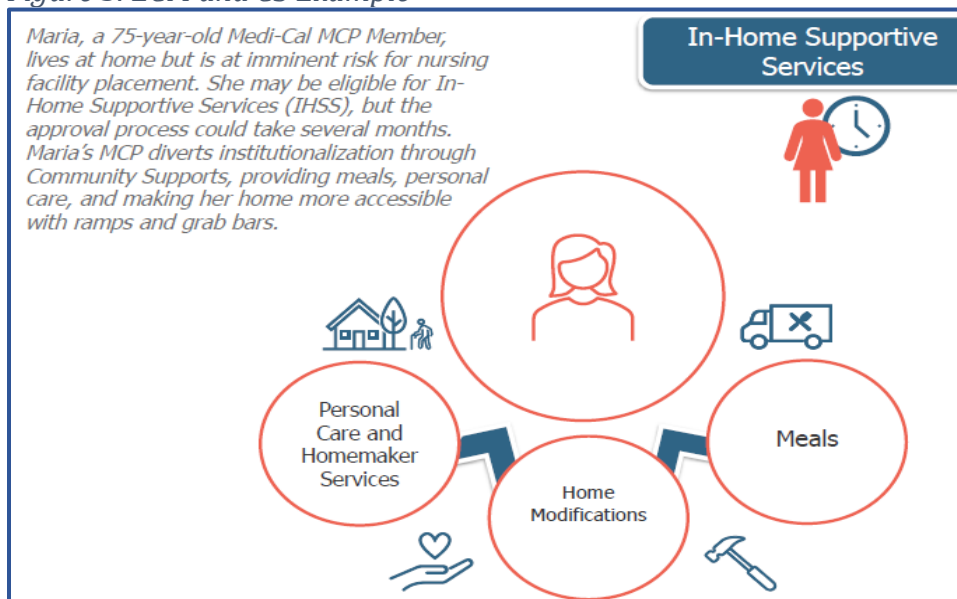 Maria, a 75-year-old Medi-Cal MCP Member,
lives at home but is at imminent risk for nursing
facility placement. She may be eligible for In-
Home Supportive Services (IHSS), but the
approval process could take several months.
Maria's MCP diverts institutionalization through
Community Supports, providing meals, personal
care, and making her home more accessible
with ramps and grab bars.
In-Home Supportive
Services
Personal
Care and
Homemaker
Services
Home
Modifications
Meals